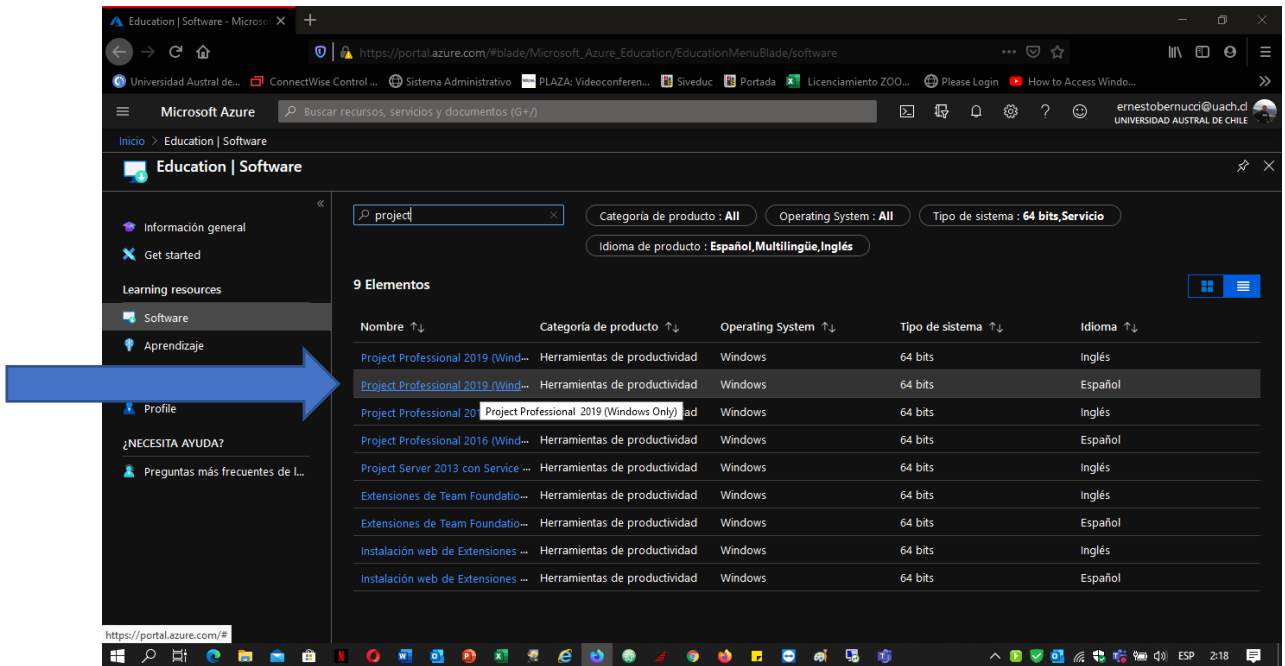 Education | Software - Microsof
https://portal.azure.com/#blade/Microsoft_Azure_Education/EducationMenuBlade/software
Universidad Austral de... ConnectWise Control ... Sistema Administrativo PLAZA: Videoconferen... Siveduc Portada Licenciamiento ZOO... Please Login How to Access Windo...
Microsoft Azure Buscar recursos, servicios y documentos (G+/) ernestobernucci@uach.cl
UNIVERSIDAD AUSTRAL DE CHILE
Inicio > Education | Software
Education | Software
project Categoría de producto : All Operating System : All Tipo de sistema : 64 bits,Servicio
Idioma de producto : Español,Multilingüe,Inglés
Información general
Get started
Learning resources
Software
Aprendizaje
Profile
¿NECESITA AYUDA?
Preguntas más frecuentes de l...
9 Elementos
Nombre Categoría de producto Operating System Tipo de sistema Idioma
Project Professional 2019 (Wind... Herramientas de productividad Windows 64 bits Inglés
Project Professional 2019 (Wind... Herramientas de productividad Windows 64 bits Español
Project Professional 201 Project Professional 2019 (Windows Only) ad Windows 64 bits Inglés
Project Professional 2016 (Wind... Herramientas de productividad Windows 64 bits Español
Project Server 2013 con Service ... Herramientas de productividad Windows 64 bits Inglés
Extensiones de Team Foundatio... Herramientas de productividad Windows 64 bits Inglés
Extensiones de Team Foundatio... Herramientas de productividad Windows 64 bits Español
Instalación web de Extensiones ... Herramientas de productividad Windows 64 bits Inglés
Instalación web de Extensiones ... Herramientas de productividad Windows 64 bits Español
https://portal.azure.com/#
ESP 2:18